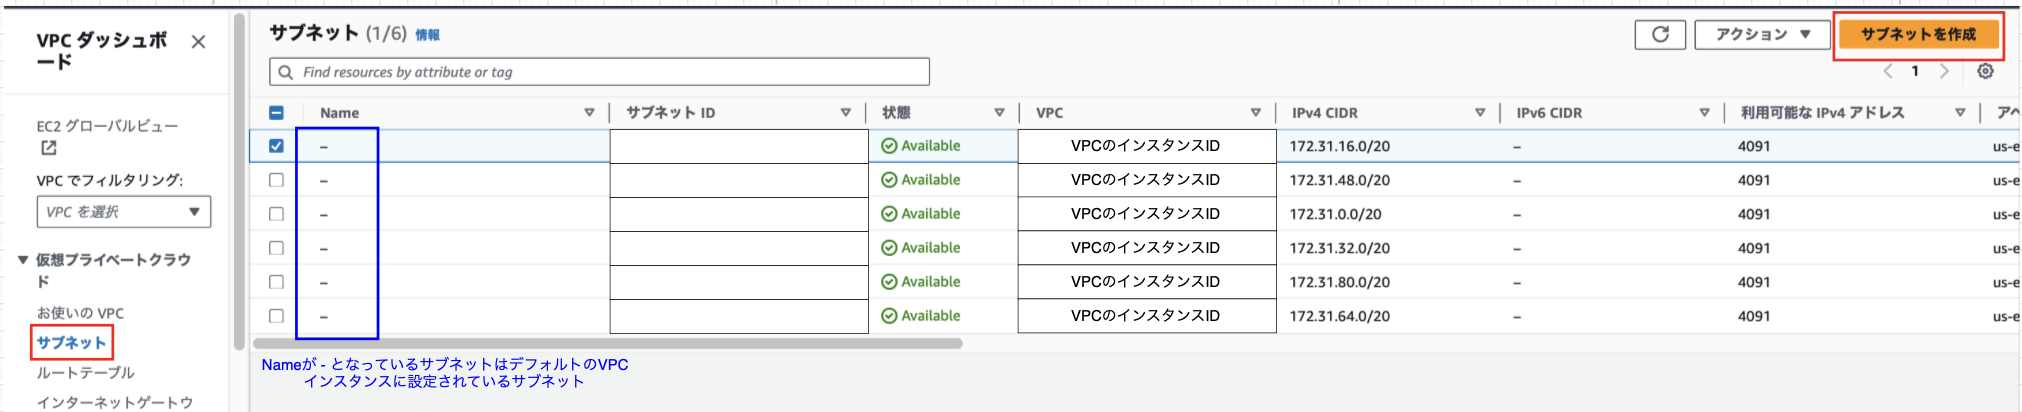 VPC ダッシュボ
ード
EC2 グローバルビュー
VPC でフィルタリング:
VPC を選択
仮想プライベートクラウ
ド
お使いの VPC
サブネット
ルートテーブル
インターネットゲートウ
サブネット (1/6) 情報
アクション
サブネットを作成
Find resources by attribute or tag
1
Name サブネット ID 状態 VPC IPv4 CIDR IPv6 CIDR 利用可能な IPv4 アドレス アベ
– Available VPCのインスタンスID 172.31.16.0/20 – 4091 us-e
– Available VPCのインスタンスID 172.31.48.0/20 – 4091 us-e
– Available VPCのインスタンスID 172.31.0.0/20 – 4091 us-e
– Available VPCのインスタンスID 172.31.32.0/20 – 4091 us-e
– Available VPCのインスタンスID 172.31.80.0/20 – 4091 us-e
– Available VPCのインスタンスID 172.31.64.0/20 – 4091 us-e
Nameが - となっているサブネットはデフォルトのVPC
インスタンスに設定されているサブネット